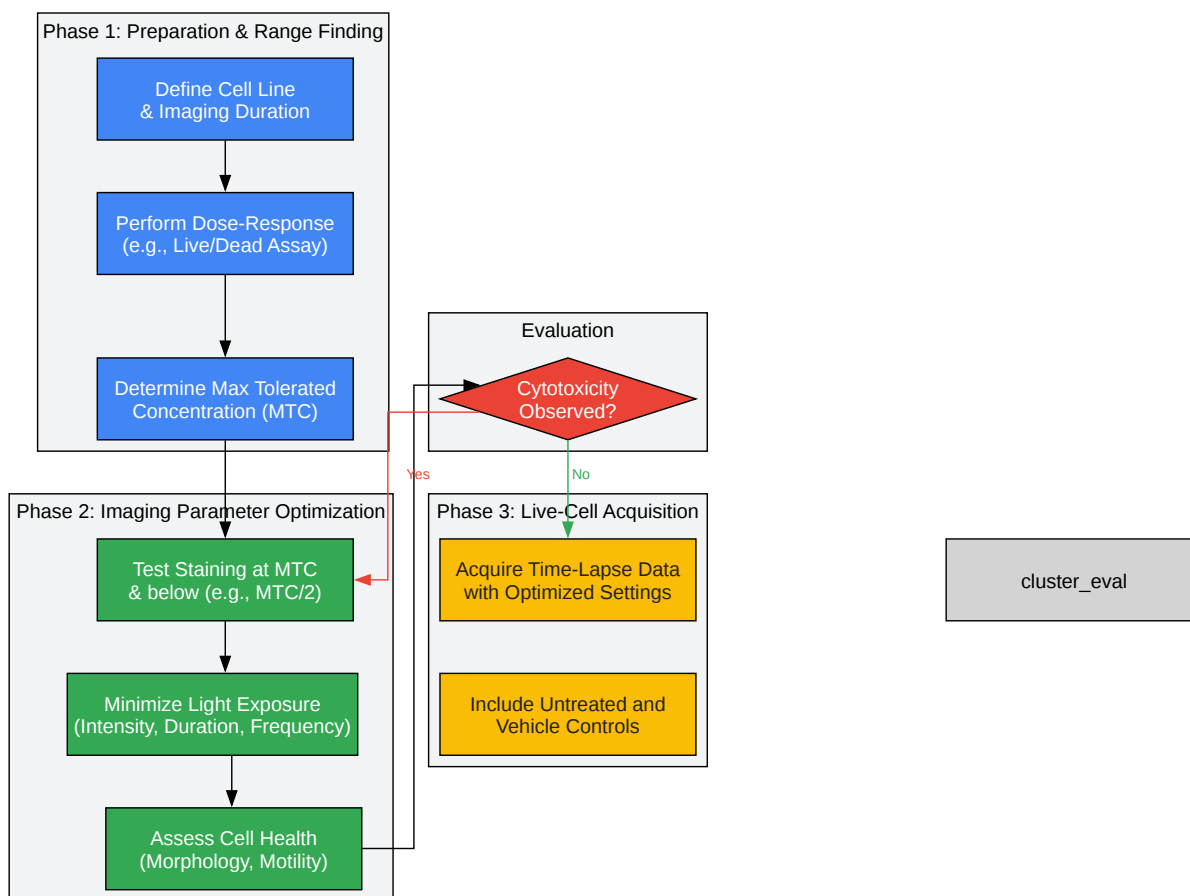 Phase 1: Preparation & Range Finding
Define Cell Line
& Imaging Duration
Perform Dose-Response
(e.g., Live/Dead Assay)
Determine Max Tolerated
Concentration (MTC)
Evaluation
Cytotoxicity
Observed?
Yes
No
Phase 2: Imaging Parameter Optimization
Test Staining at MTC
& below (e.g., MTC/2)
Minimize Light Exposure
(Intensity, Duration, Frequency)
Assess Cell Health
(Morphology, Motility)
Phase 3: Live-Cell Acquisition
Acquire Time-Lapse Data
with Optimized Settings
Include Untreated and
Vehicle Controls
cluster_eval